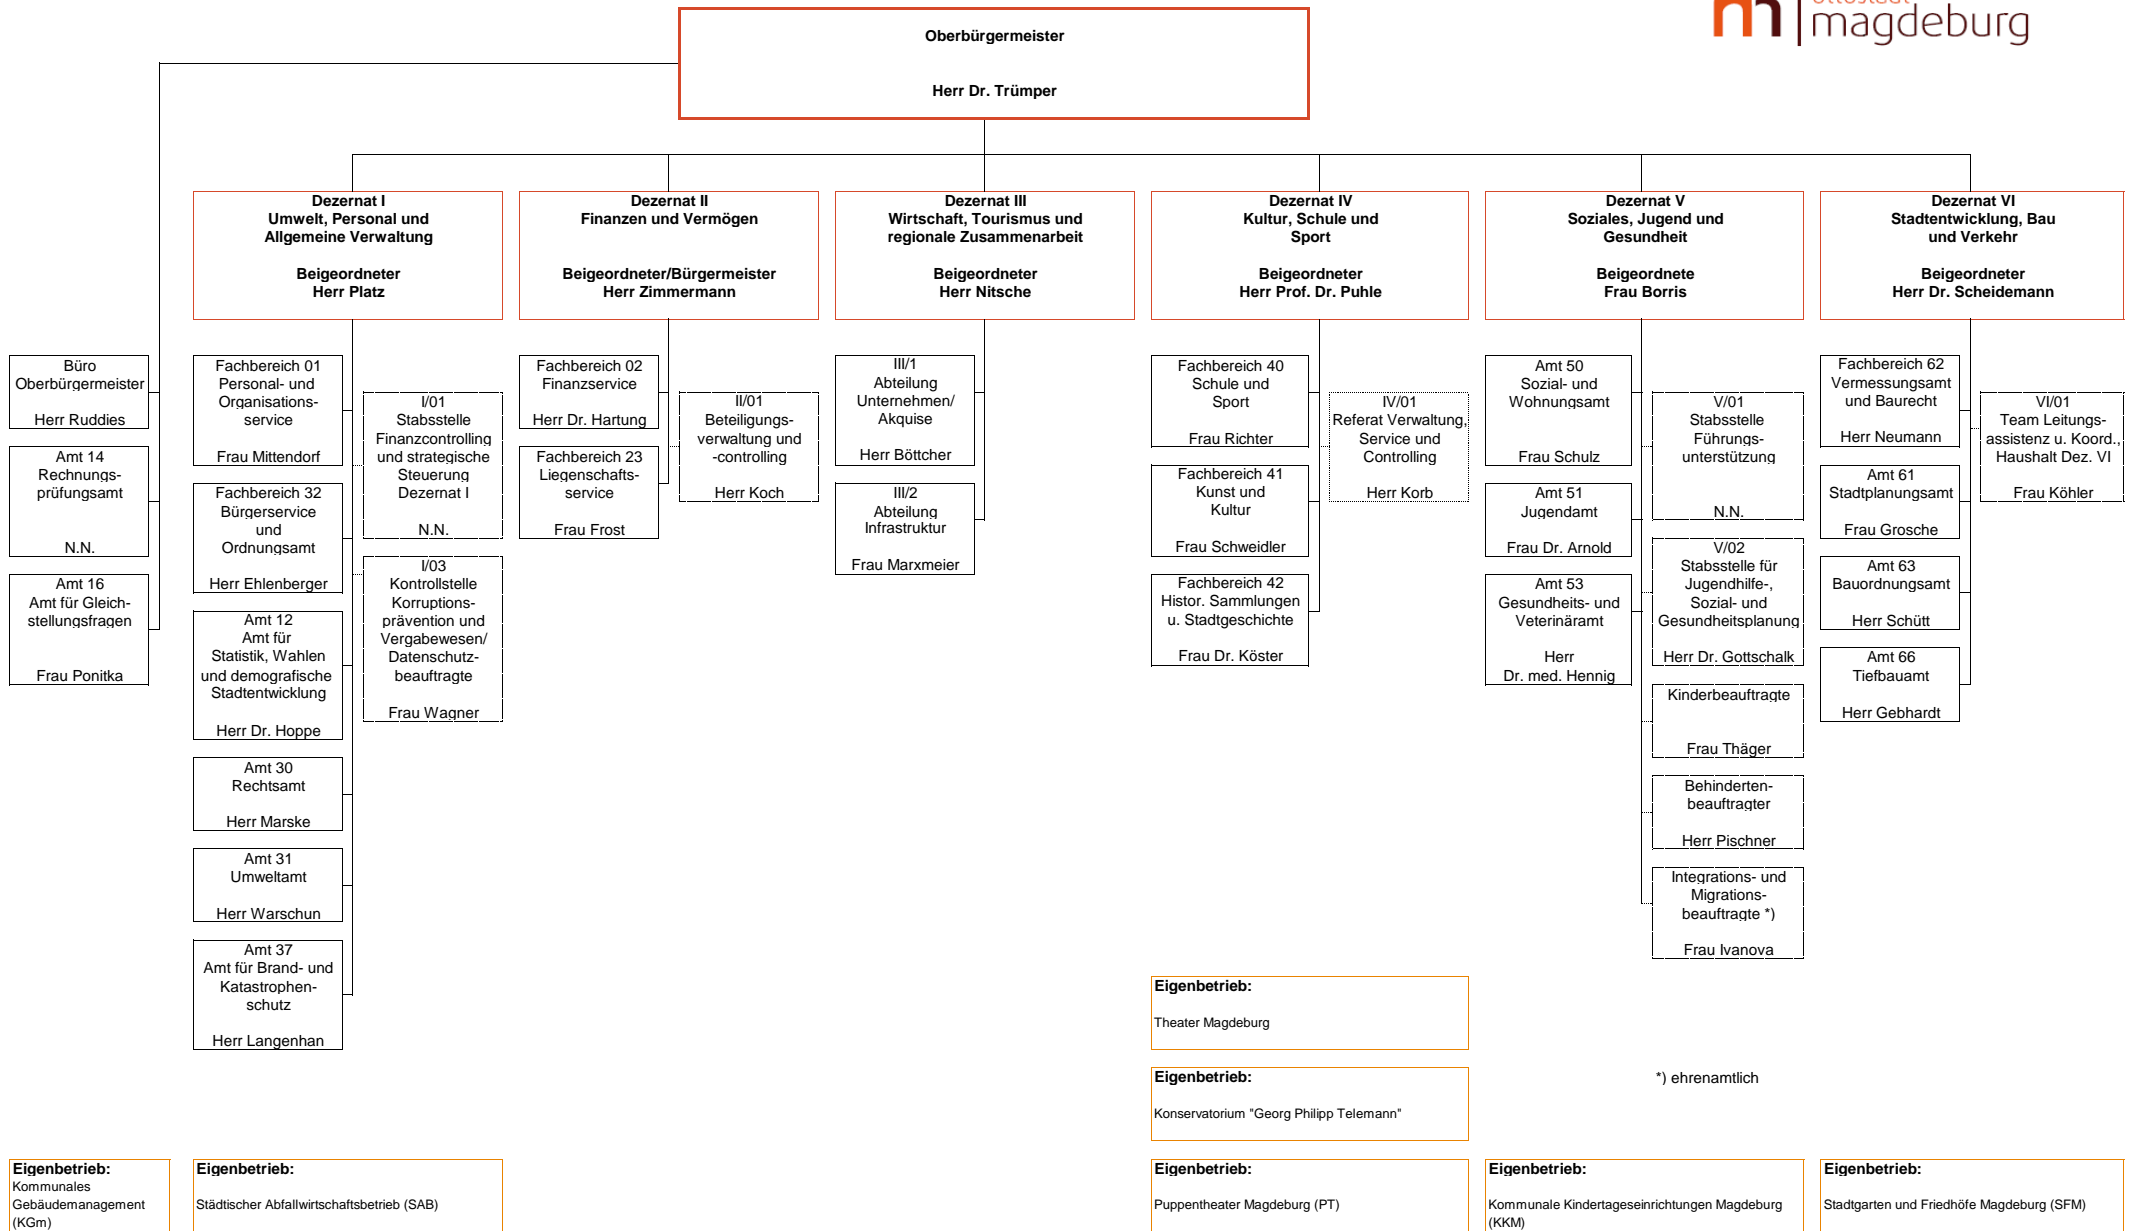 magdeburg
Oberbürgermeister
Herr Dr. Trümper
Dezernat I
Umwelt, Personal und
Allgemeine Verwaltung
Beigeordneter
Herr Platz
Dezernat II
Finanzen und Vermögen
Beigeordneter/Bürgermeister
Herr Zimmermann
Dezernat III
Wirtschaft, Tourismus und
regionale Zusammenarbeit
Beigeordneter
Herr Nitsche
Dezernat IV
Kultur, Schule und
Sport
Beigeordneter
Herr Prof. Dr. Puhle
Dezernat V
Soziales, Jugend und
Gesundheit
Beigeordnete
Frau Borris
Dezernat VI
Stadtentwicklung, Bau
und Verkehr
Beigeordneter
Herr Dr. Scheidemann
Büro
Oberbürgermeister
Herr Ruddies
Amt 14
Rechnungs-
prüfungsamt
N.N.
Amt 16
Amt für Gleich-
stellungsfragen
Frau Ponitka
Fachbereich 01
Personal- und
Organisations-
service
Frau Mittendorf
Fachbereich 32
Bürgerservice
und
Ordnungsamt
Herr Ehlenberger
Amt 12
Amt für
Statistik, Wahlen
und demografische
Stadtentwicklung
Herr Dr. Hoppe
Amt 30
Rechtsamt
Herr Marske
Amt 31
Umweltamt
Herr Warschun
Amt 37
Amt für Brand- und
Katastrophen-
schutz
Herr Langenhan
I/01
Stabsstelle
Finanzcontrolling
und strategische
Steuerung
Dezernat I
N.N.
I/03
Kontrollstelle
Korruptions-
prävention und
Vergabewesen/
Datenschutz-
beauftragte
Frau Wagner
Fachbereich 02
Finanzservice
Herr Dr. Hartung
Fachbereich 23
Liegenschafts-
service
Frau Frost
II/01
Beteiligungs-
verwaltung und
-controlling
Herr Koch
III/1
Abteilung
Unternehmen/
Akquise
Herr Böttcher
III/2
Abteilung
Infrastruktur
Frau Marxmeier
Fachbereich 40
Schule und
Sport
Frau Richter
Fachbereich 41
Kunst und
Kultur
Frau Schweidler
Fachbereich 42
Histor. Sammlungen
u. Stadtgeschichte
Frau Dr. Köster
IV/01
Referat Verwaltung,
Service und
Controlling
Herr Korb
Amt 50
Sozial- und
Wohnungsamt
Frau Schulz
Amt 51
Jugendamt
Frau Dr. Arnold
Amt 53
Gesundheits- und
Veterinäramt
Herr
Dr. med. Hennig
V/01
Stabsstelle
Führungs-
unterstützung
N.N.
V/02
Stabsstelle für
Jugendhilfe-,
Sozial- und
Gesundheitsplanung
Herr Dr. Gottschalk
Kinderbeauftragte
Frau Thäger
Behinderten-
beauftragter
Herr Pischner
Integrations- und
Migrations-
beauftragte *)
Frau Ivanova
Fachbereich 62
Vermessungsamt
und Baurecht
Herr Neumann
Amt 61
Stadtplanungsamt
Frau Grosche
Amt 63
Bauordnungsamt
Herr Schütt
Amt 66
Tiefbauamt
Herr Gebhardt
VI/01
Team Leitungs-
assistenz u. Koord.,
Haushalt Dez. VI
Frau Köhler
Eigenbetrieb:
Theater Magdeburg
Eigenbetrieb:
Konservatorium "Georg Philipp Telemann"
*) ehrenamtlich
Eigenbetrieb:
Kommunales
Gebäudemanagement
(KGm)
Eigenbetrieb:
Städtischer Abfallwirtschaftsbetrieb (SAB)
Eigenbetrieb:
Puppentheater Magdeburg (PT)
Eigenbetrieb:
Kommunale Kindertageseinrichtungen Magdeburg
(KKM)
Eigenbetrieb:
Stadtgarten und Friedhöfe Magdeburg (SFM)